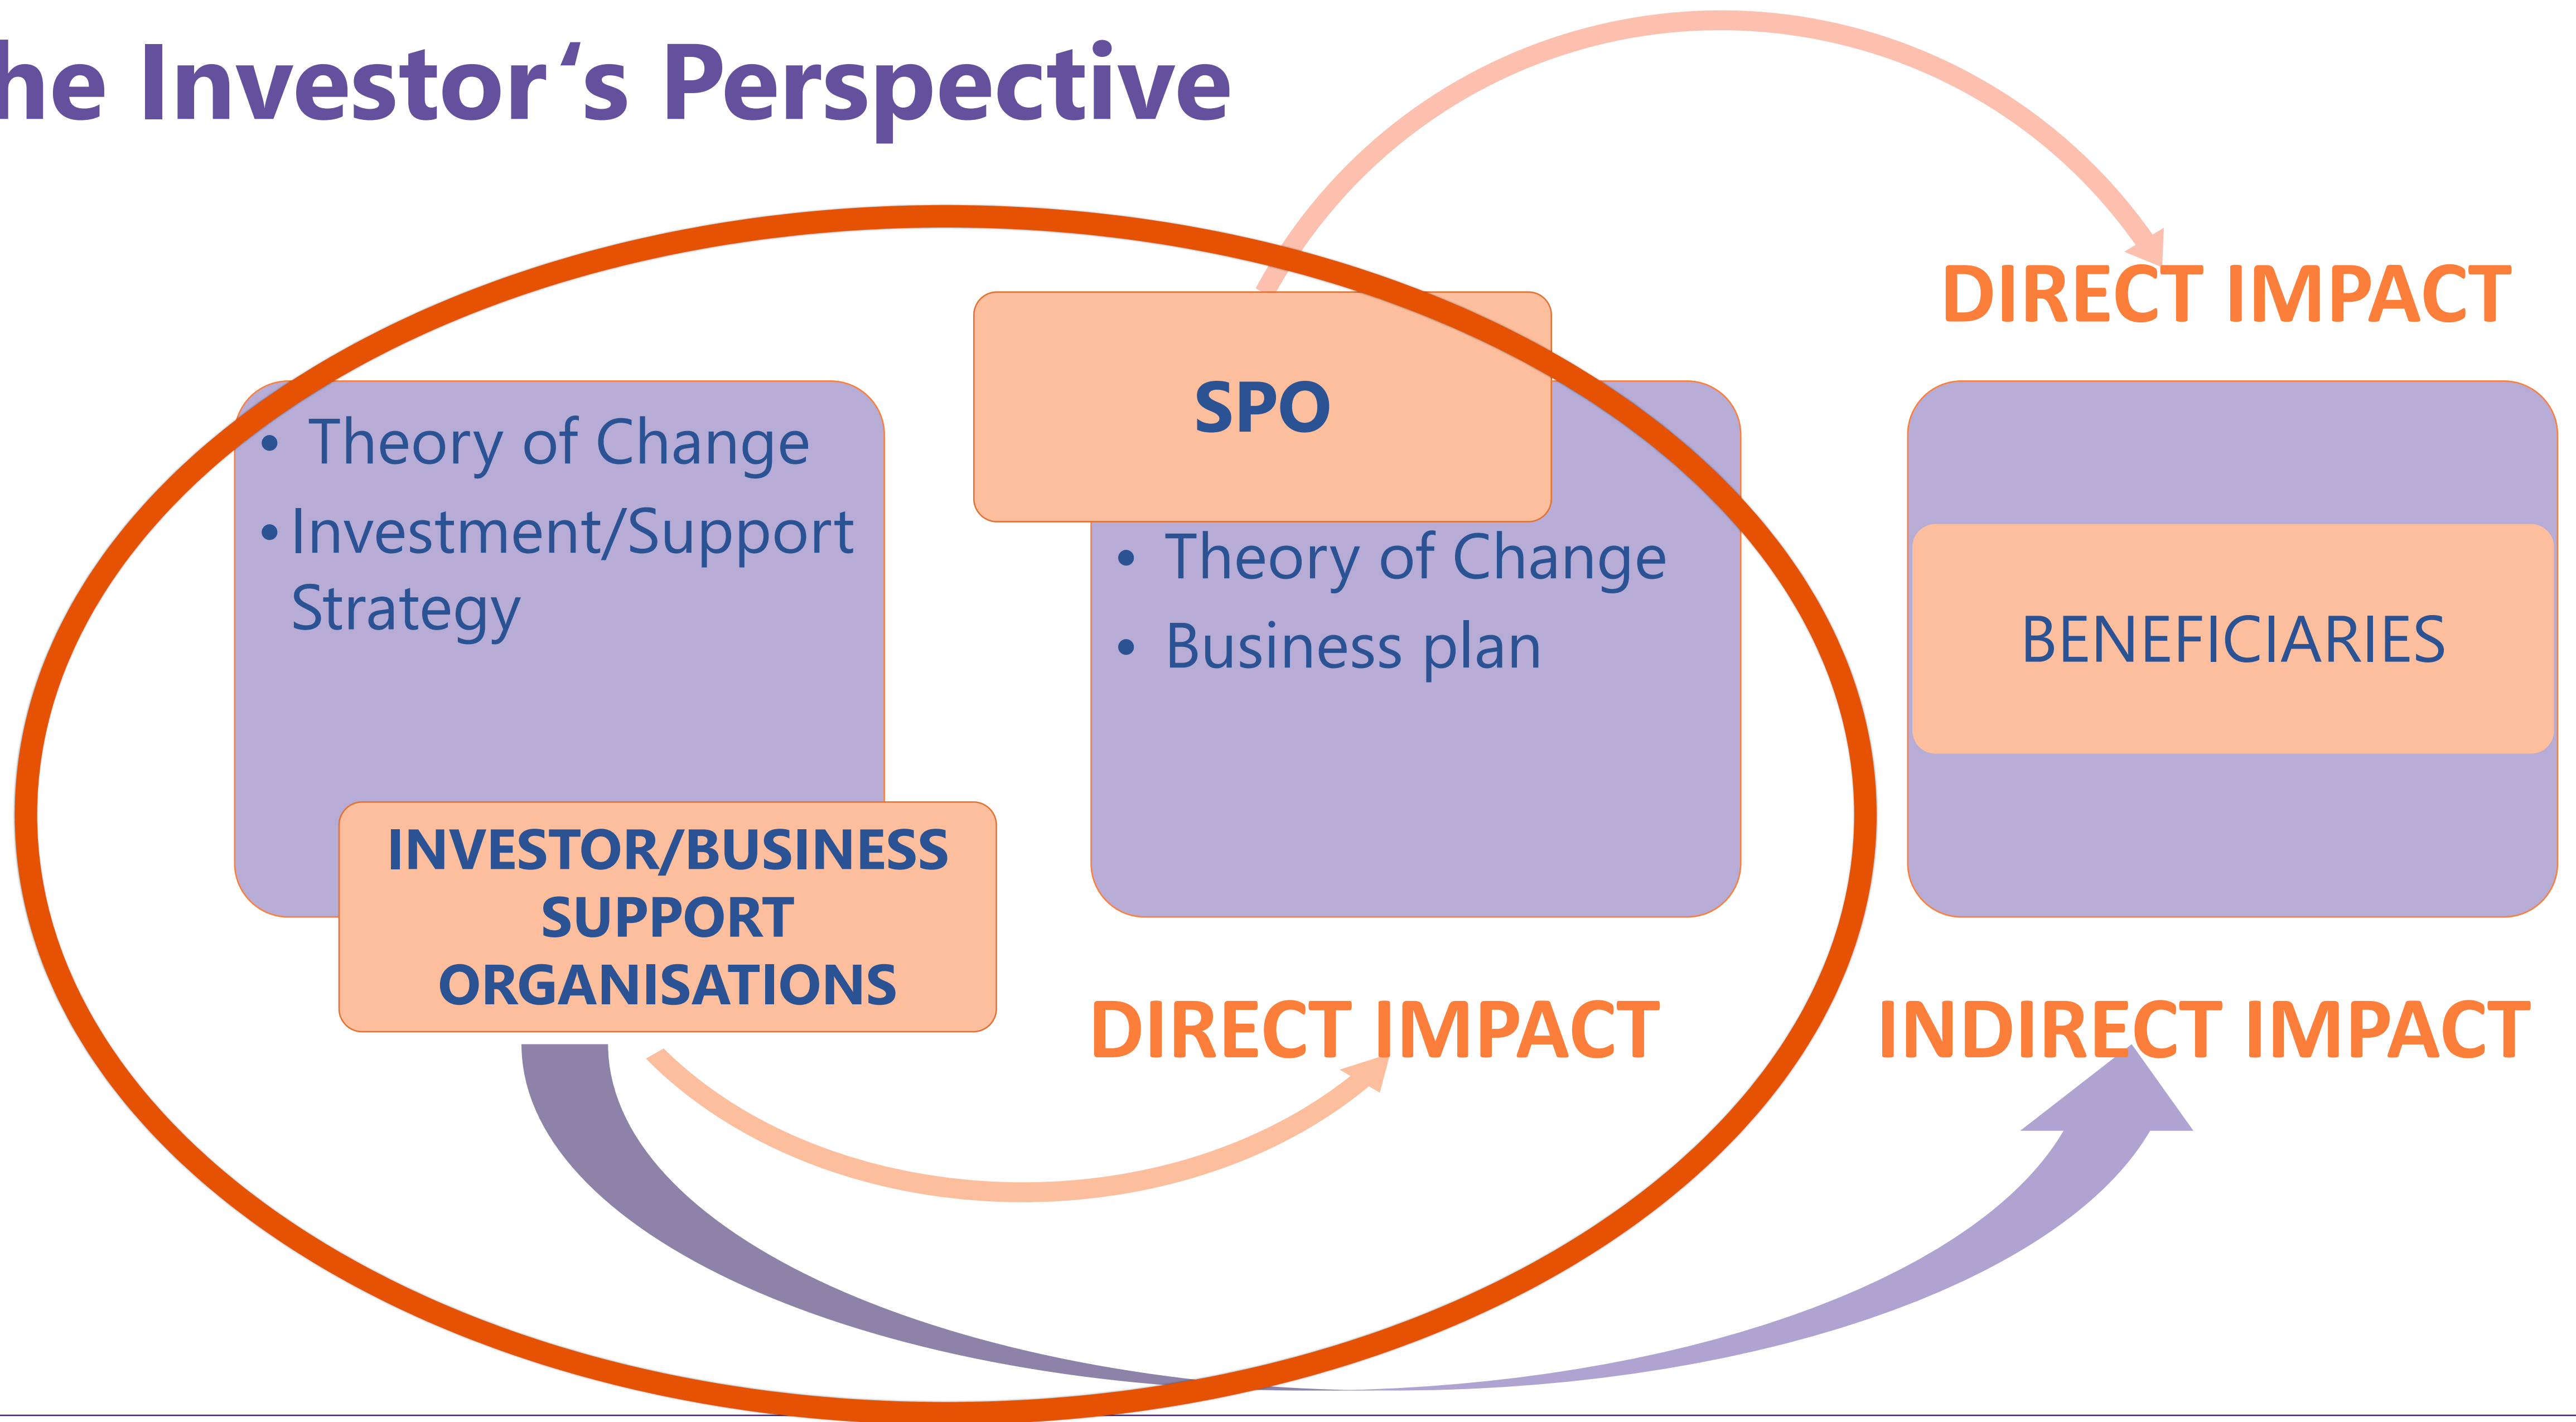 he Investor‘s Perspective
DIRECT IMPACT
SPO
• Theory of Change
• Investment/Support
Strategy
• Theory of Change
• Business plan
BENEFICIARIES
INVESTOR/BUSINESS
SUPPORT
ORGANISATIONS
DIRECT IMPACT
INDIRECT IMPACT